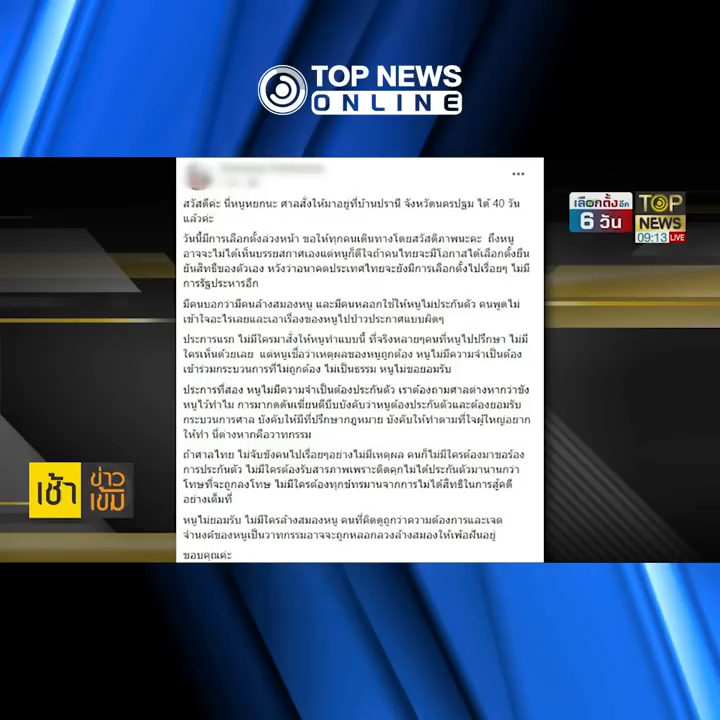 TOP NEWS
ONLINE
สวัสดีค่ะ นี่หนูหยกนะ ศาลสั่งให้มาอยู่ที่บ้านปรานี จังหวัดนครปฐม ได้ 40 วัน
แล้วค่ะ
วันนี้มีการเลือกตั้งล่วงหน้า ขอให้ทุกคนเดินทางโดยสวัสดิภาพนะคะ ถึงหนู
อาจจะไม่ได้เห็นบรรยากาศเองแต่หนูก็ดีใจถ้าคนไทยจะมีโอกาสได้เลือกตั้งยืน
ยันสิทธิของตัวเอง หวังว่าอนาคตประเทศไทยจะยังมีการเลือกตั้งไปเรื่อยๆ ไม่มี
การรัฐประหารอีก
มีคนบอกว่ามีคนล้างสมองหนู และมีคนหลอกใช้ให้หนูไม่ประกันตัว คนพูดไม่
เข้าใจอะไรเลยและเอาเรื่องของหนูไปป่าวประกาศแบบผิดๆ
ประการแรก ไม่มีใครมาสั่งให้หนูทำแบบนี้ ที่จริงหลายๆคนที่หนูไปปรึกษา ไม่มี
ใครเห็นด้วยเลย แต่หนูเชื่อว่าเหตุผลของหนูถูกต้อง หนูไม่มีความจำเป็นต้อง
เข้าร่วมกระบวนการที่ไม่ถูกต้อง ไม่เป็นธรรม หนูไม่ขอยอมรับ
ประการที่สอง หนูไม่มีความจำเป็นต้องประกันตัว เราต้องถามศาลต่างหากว่าขัง
หนูไว้ทำไม การมากดดันเฆี่ยนตีบีบบังคับว่าหนูต้องประกันตัวและต้องยอมรับ
กระบวนการศาล บังคับให้มีที่ปรึกษากฎหมาย บังคับให้ทำตามที่ใจผู้ใหญ่อยาก
ให้ทำ นี่ต่างหากคือวาทกรรม
ถ้าศาลไทย ไม่จับขังคนไปเรื่อยๆอย่างไม่มีเหตุผล คนก็ไม่มีใครต้องมาขอร้อง
การประกันตัว ไม่มีใครต้องรับสารภาพเพราะติดคุกไม่ได้ประกันตัวมานานกว่า
โทษที่จะถูกลงโทษ ไม่มีใครต้องทุกข์ทรมานจากการไม่ได้สิทธิในการสู้คดี
อย่างเต็มที่
หนูไม่ยอมรับ ไม่มีใครล้างสมองหนู คนที่คิดดูถูกว่าความต้องการและเจต
จำนงค์ของหนูเป็นวาทกรรมอาจจะถูกหลอกลวงล้างสมองให้เพ้อฝันอยู่
ขอบคุณค่ะ
เลือกตั้งอีก
6 วัน
TOP
NEWS
09:13 LIVE
เช้า
ข่าว
เข้ม